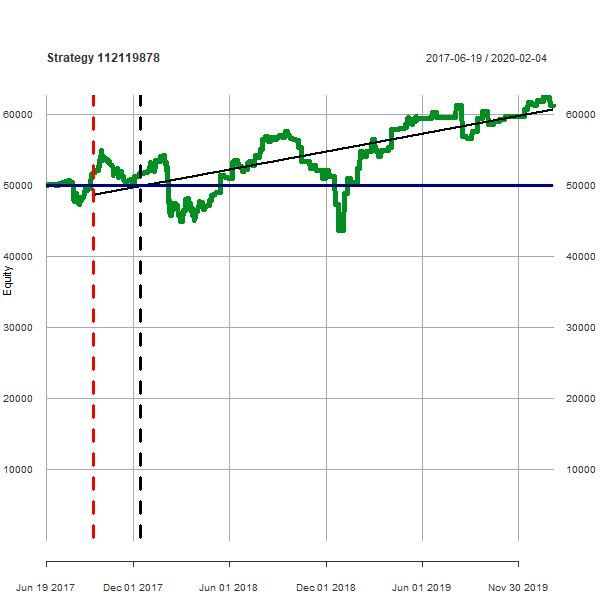 Strategy 112119878
2017-06-19 / 2020-02-04
60000
60000
50000
50000
40000
40000
Equity
30000
30000
20000
20000
10000
10000
Jun 19 2017
Dec 01 2017
Jun 01 2018
Dec 01 2018
Jun 01 2019
Nov 30 2019